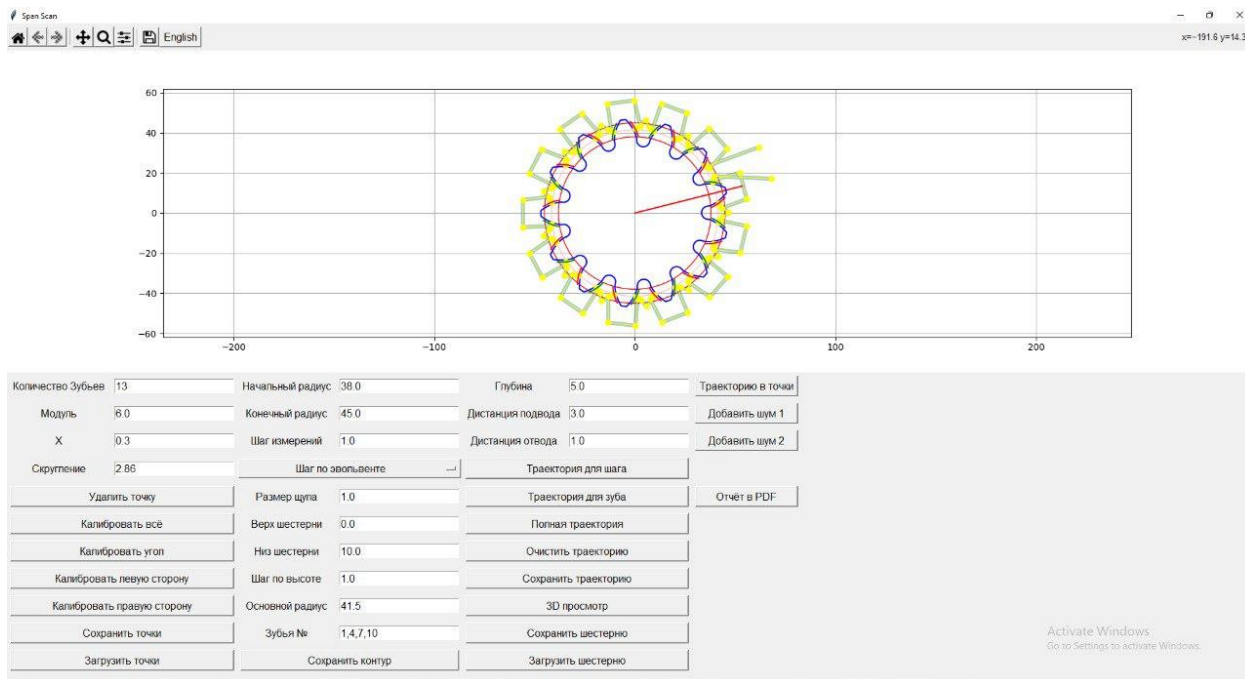 Span Scan
English
x=-191.6 y=14.3
60
40
20
0
−20
−40
−60
−200 −100 0 100 200
Количество Зубьев 13 Начальный радиус 38.0 Глубина 5.0 Траекторию в точки
Модуль 6.0 Конечный радиус 45.0 Дистанция подвода 3.0 Добавить шум 1
X 0.3 Шаг измерений 1.0 Дистанция отвода 1.0 Добавить шум 2
Скругление 2.86 Шаг по эвольвенте Траектория для шага
Удалить точку Размер щупа 1.0 Траектория для зуба Отчёт в PDF
Калибровать всё Верх шестерни 0.0 Полная траектория
Калибровать угол Низ шестерни 10.0 Очистить траекторию
Калибровать левую сторону Шаг по высоте 1.0 Сохранить траекторию
Калибровать правую сторону Основной радиус 41.5 3D просмотр
Сохранить точки Зубья № 1,4,7,10 Сохранить шестерню
Загрузить точки Сохранить контур Загрузить шестерню
Activate Windows
Go to Settings to activate Windows.